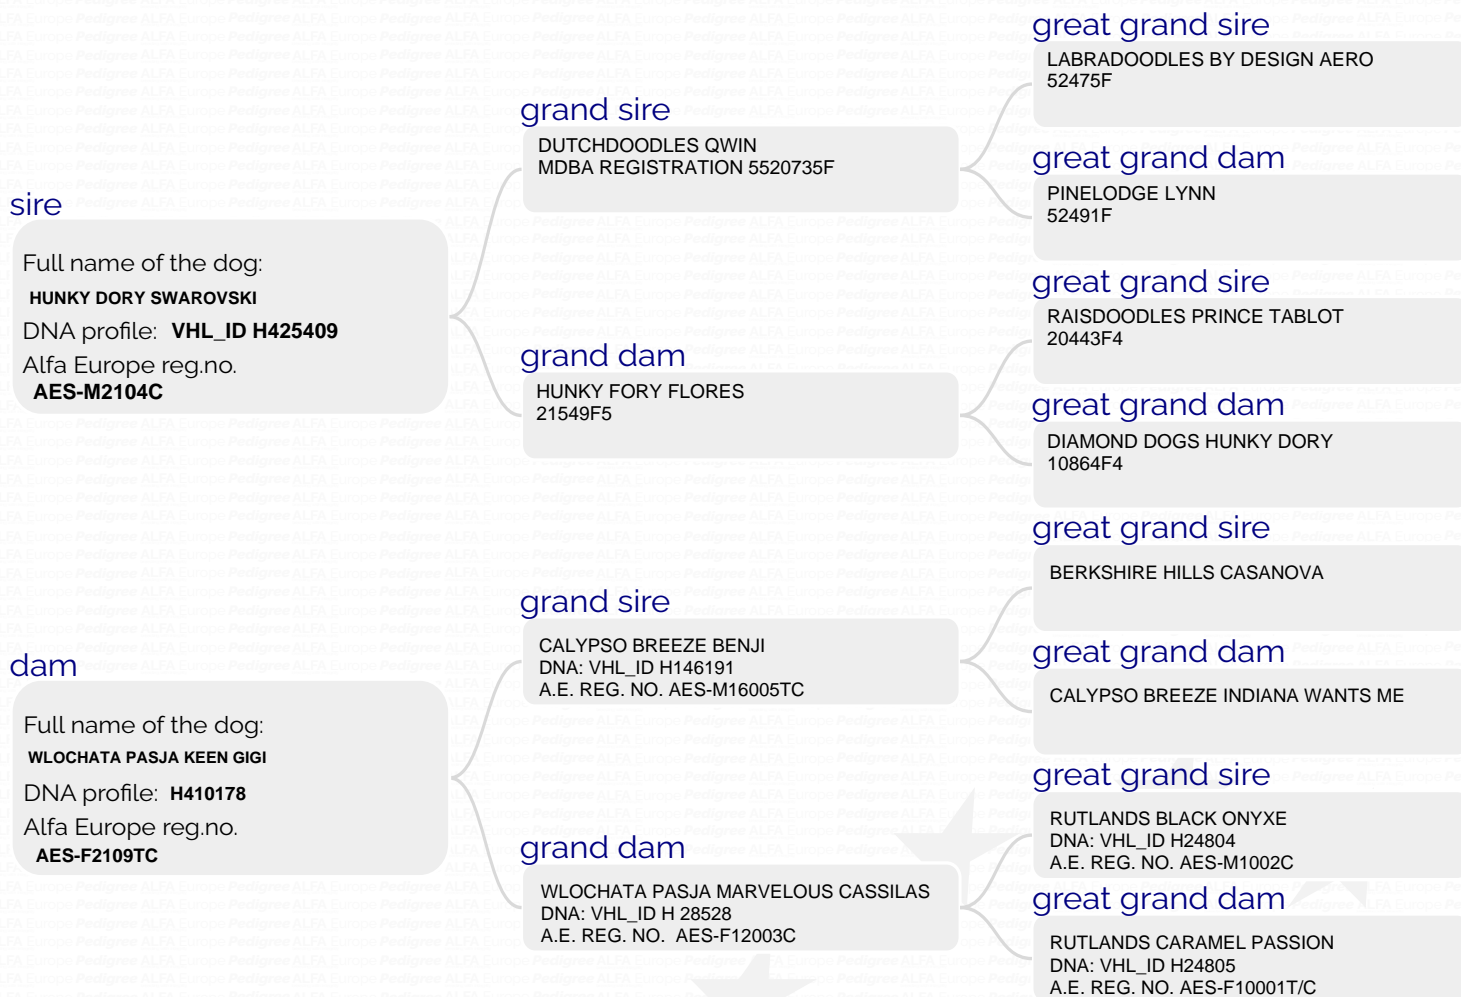 sire
Full name of the dog:
HUNKY DORY SWAROVSKI
DNA profile: VHL_ID H425409
Alfa Europe reg.no.
AES-M2104C
grand sire
DUTCHDOODLES QWIN
MDBA REGISTRATION 5520735F
great grand sire
LABRADOODLES BY DESIGN AERO
52475F
great grand dam
PINELODGE LYNN
52491F
grand dam
HUNKY FORY FLORES
21549F5
great grand sire
RAISDOODLES PRINCE TABLOT
20443F4
great grand dam
DIAMOND DOGS HUNKY DORY
10864F4
dam
Full name of the dog:
WLOCHATA PASJA KEEN GIGI
DNA profile: H410178
Alfa Europe reg.no.
AES-F2109TC
grand sire
CALYPSO BREEZE BENJI
DNA: VHL_ID H146191
A.E. REG. NO. AES-M16005TC
great grand sire
BERKSHIRE HILLS CASANOVA
great grand dam
CALYPSO BREEZE INDIANA WANTS ME
grand dam
WLOCHATA PASJA MARVELOUS CASSILAS
DNA: VHL_ID H 28528
A.E. REG. NO. AES-F12003C
great grand sire
RUTLANDS BLACK ONYXE
DNA: VHL_ID H24804
A.E. REG. NO. AES-M1002C
great grand dam
RUTLANDS CARAMEL PASSION
DNA: VHL_ID H24805
A.E. REG. NO. AES-F10001T/C